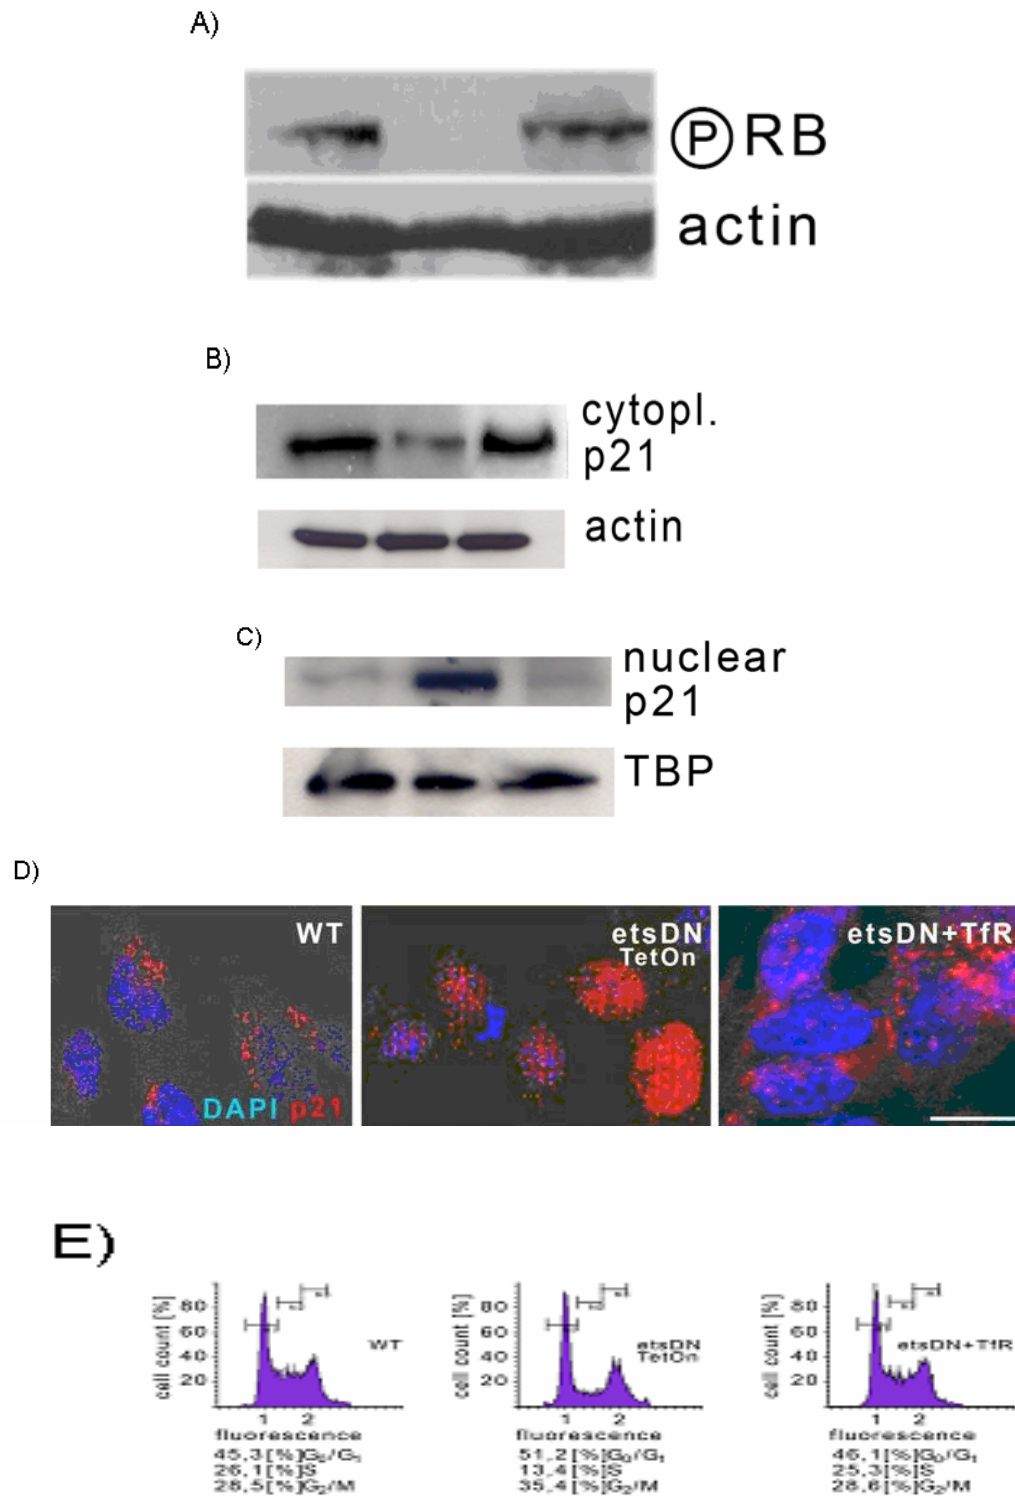 A)
Ⓟ RB
actin
B)
cytopl.
p21
actin
C)
nuclear
p21
TBP
D)
WT
DAPI p21
etsDN
TetOn
etsDN+TfR
E)
cell count [%]
80
60
40
20
WT
1 2
fluorescence
45,3[%]G₀/G₁
26,1[%]S
28,5[%]G₂/M
cell count [%]
80
60
40
20
etsDN
TetOn
1 2
fluorescence
51,2[%]G₀/G₁
13,4[%]S
35,4[%]G₂/M
cell count [%]
80
60
40
20
etsDN+TfR
1 2
fluorescence
46,1[%]G₀/G₁
25,3[%]S
28,6[%]G₂/M